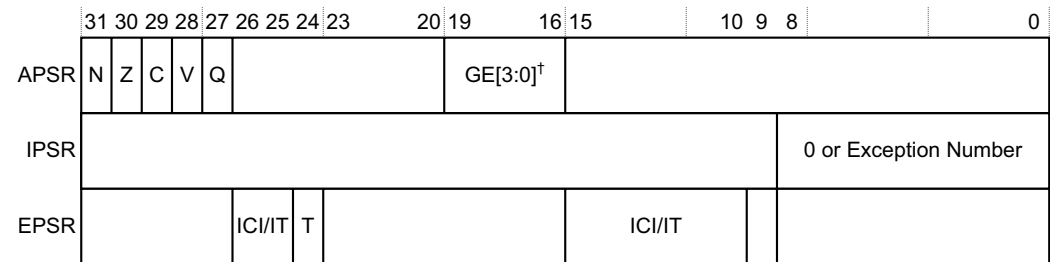 31 30 29 28 27 26 25 24 23 20 19 16 15 10 9 8 0
APSR N Z C V Q GE[3:0]†
IPSR 0 or Exception Number
EPSR ICI/IT T ICI/IT